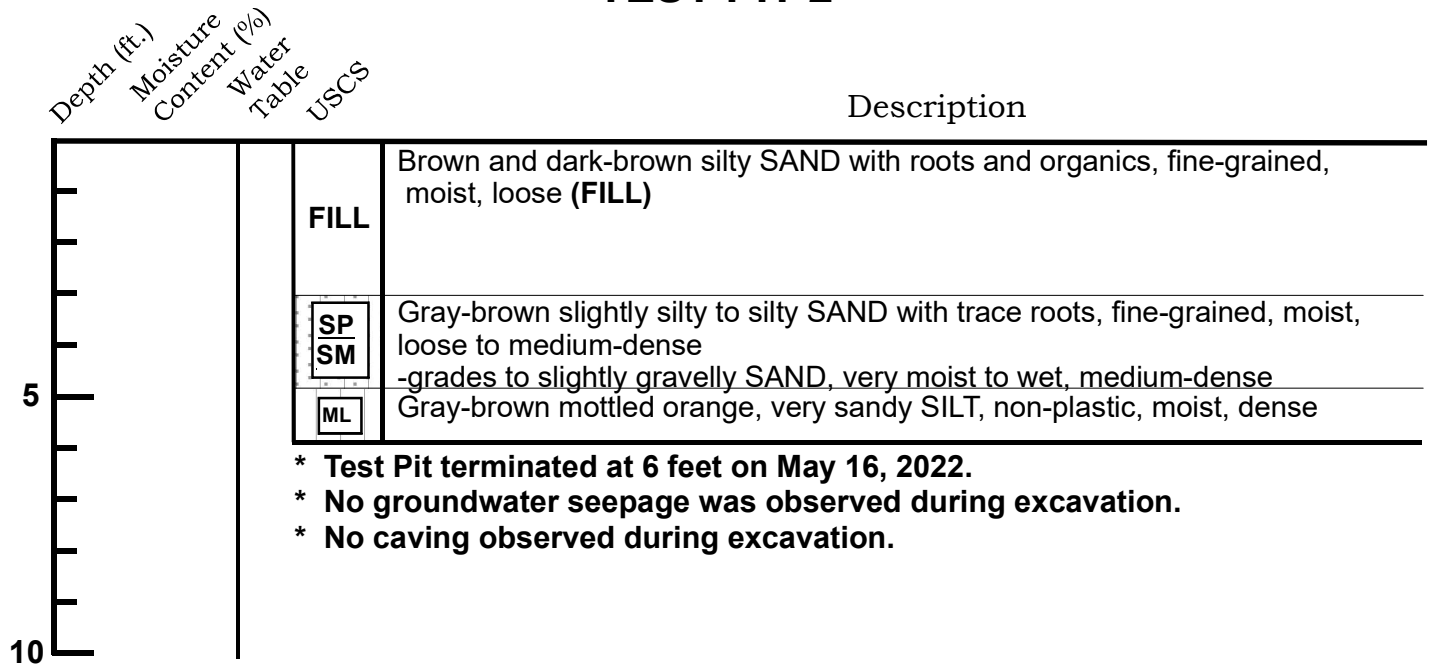 Depth (ft.)
Moisture
Content (%)
Water
Table
USCS
Description
Brown and dark-brown silty SAND with roots and organics, fine-grained,
moist, loose (FILL)
FILL
SP
SM
Gray-brown slightly silty to silty SAND with trace roots, fine-grained, moist,
loose to medium-dense
-grades to slightly gravelly SAND, very moist to wet, medium-dense
5
ML
Gray-brown mottled orange, very sandy SILT, non-plastic, moist, dense
* Test Pit terminated at 6 feet on May 16, 2022.
* No groundwater seepage was observed during excavation.
* No caving observed during excavation.
10